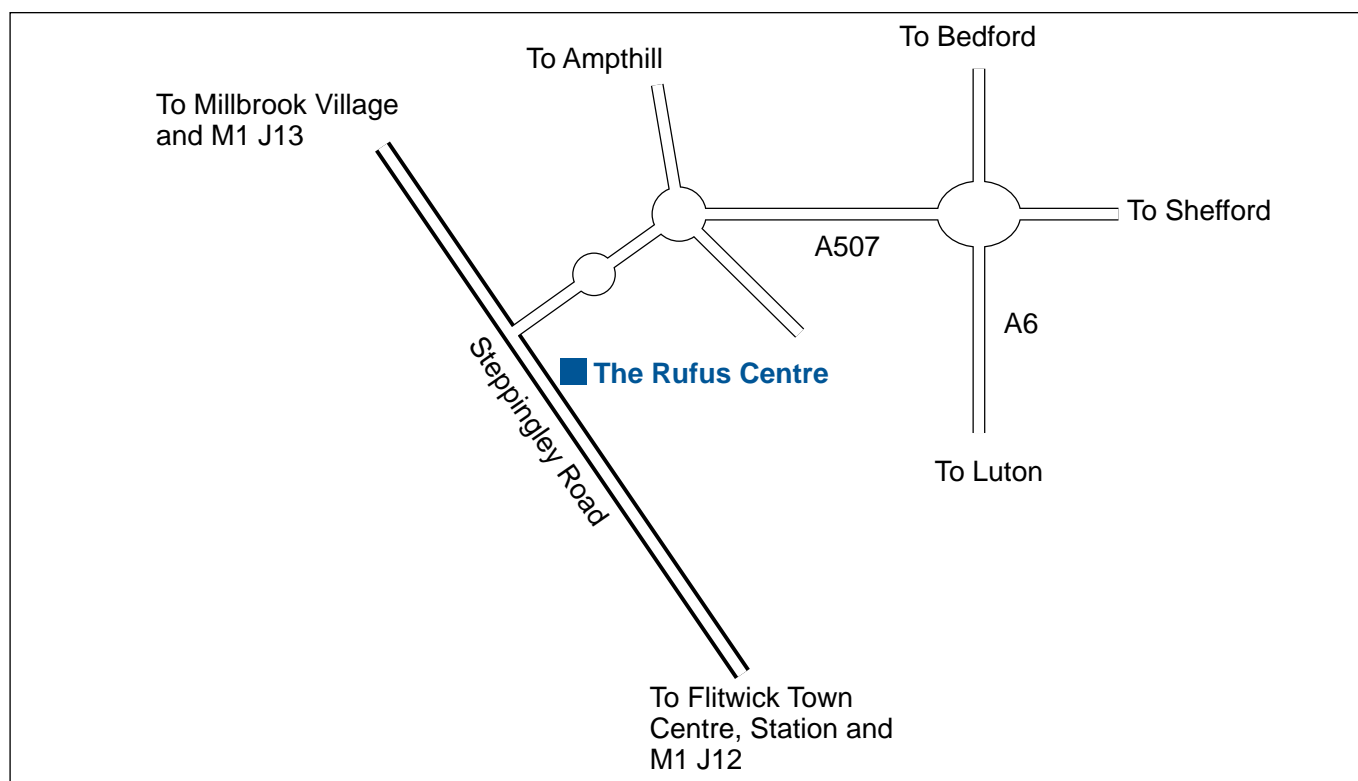 To Bedford
To Ampthill
To Millbrook Village
and M1 J13
To Shefford
A507
A6
The Rufus Centre
Steppingley Road
To Luton
To Flitwick Town
Centre, Station and
M1 J12